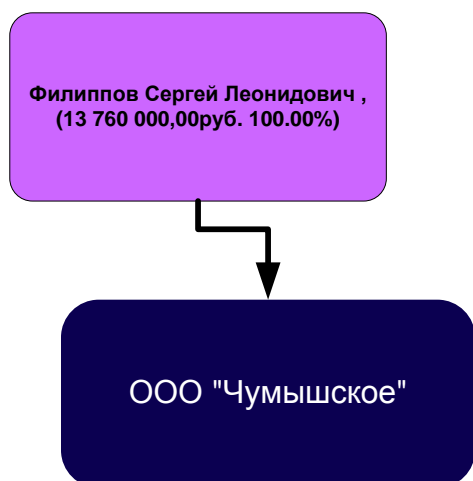 Филиппов Сергей Леонидович ,
(13 760 000,00руб. 100.00%)
ООО "Чумышское"